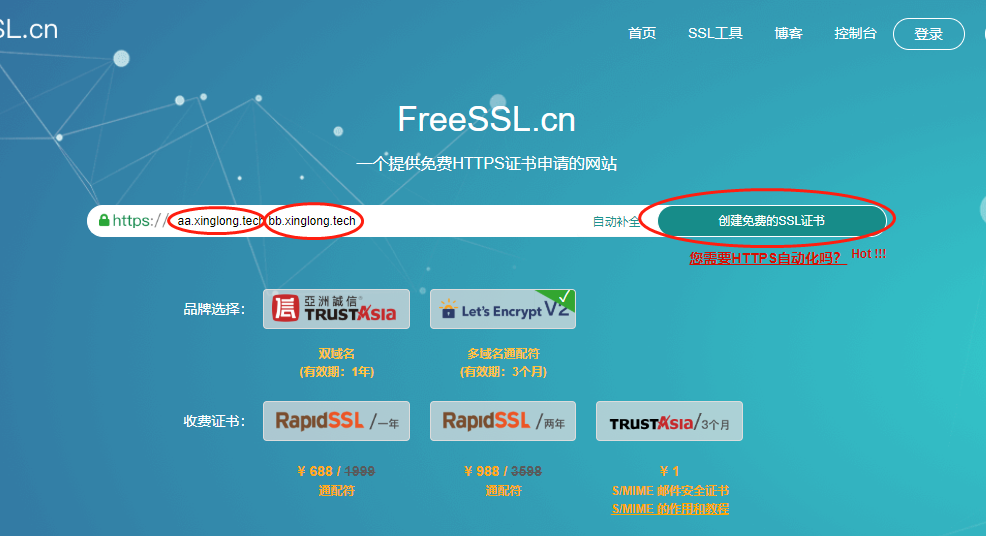 SL.cn
首页 SSL工具 博客 控制台 登录
FreeSSL.cn
一个提供免费HTTPS证书申请的网站
https:// aa.xinglong.tech bb.xinglong.tech 自动补全 创建免费的SSL证书
您需要HTTPS自动化吗? Hot !!!
品牌选择: 亞洲誠信® TRUSTAsia Let's Encrypt V2
双域名 多域名通配符
(有效期: 1年) (有效期: 3个月)
收费证书: RapidSSL /一年 RapidSSL /两年 TRUSTAsia/3个月
¥ 688 / 1999 ¥ 988 / 3598 ¥ 1
通配符 通配符 S/MIME 邮件安全证书
S/MIME 的作用和教程